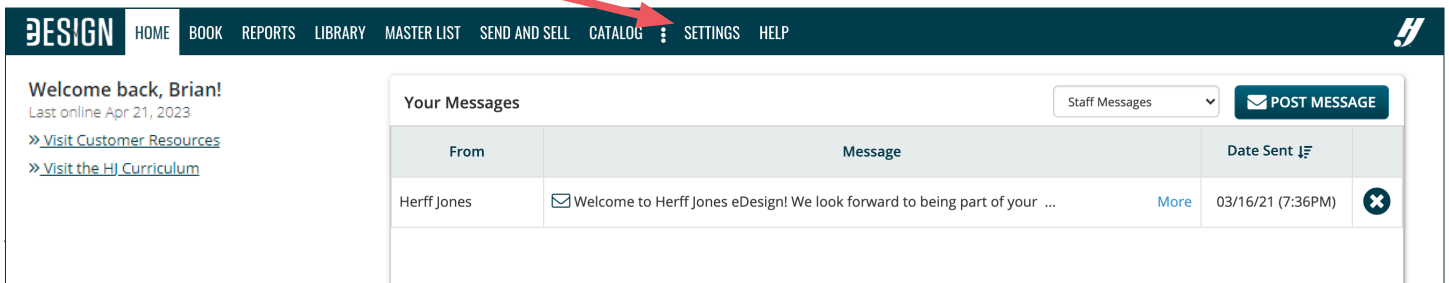 eDESIGN HOME BOOK REPORTS LIBRARY MASTER LIST SEND AND SELL CATALOG SETTINGS HELP HJ
Welcome back, Brian!
Last online Apr 21, 2023
» Visit Customer Resources
» Visit the HJ Curriculum
Your Messages Staff Messages POST MESSAGE
From Message Date Sent
Herff Jones Welcome to Herff Jones eDesign! We look forward to being part of your ... More 03/16/21 (7:36PM)